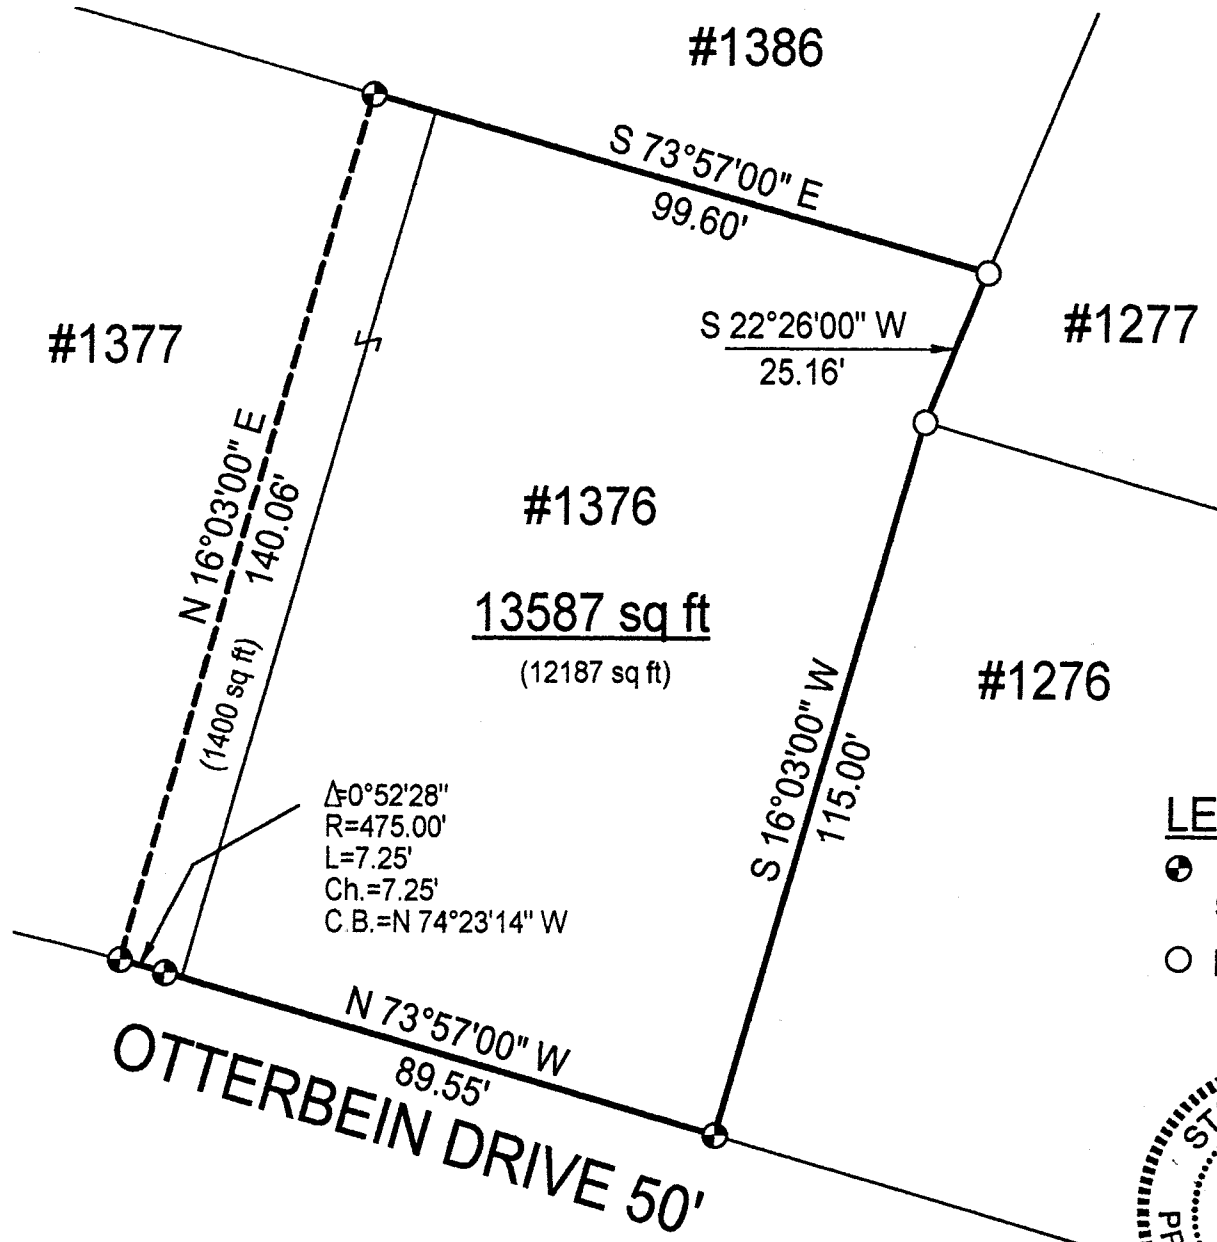 #1386
S 73°57'00" E
99.60'
#1377
S 22°26'00" W
25.16'
#1277
N 16°03'00" E
140.06'
(1400 sq ft)
#1376
13587 sq ft
(12187 sq ft)
#1276
S 16°03'00" W
115.00'
Δ=0°52'28"
R=475.00'
L=7.25'
Ch.=7.25'
C.B.=N 74°23'14" W
N 73°57'00" W
89.55'
OTTERBEIN DRIVE 50'
LE
ST